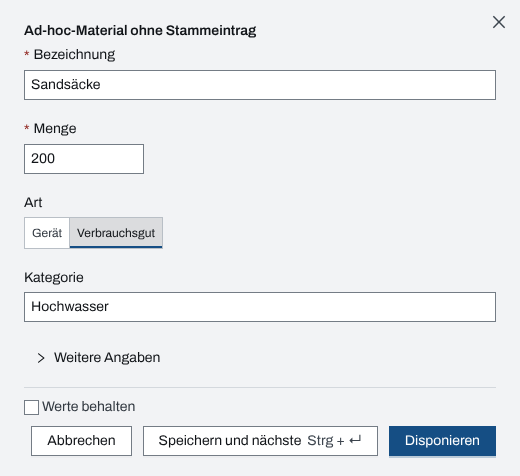 Ad-hoc-Material ohne Stammeintrag
* Bezeichnung
Sandsäcke
* Menge
200
Art
Gerät Verbrauchsgut
Kategorie
Hochwasser
Weitere Angaben
Werte behalten
Abbrechen Speichern und nächste Strg + ↵ Disponieren